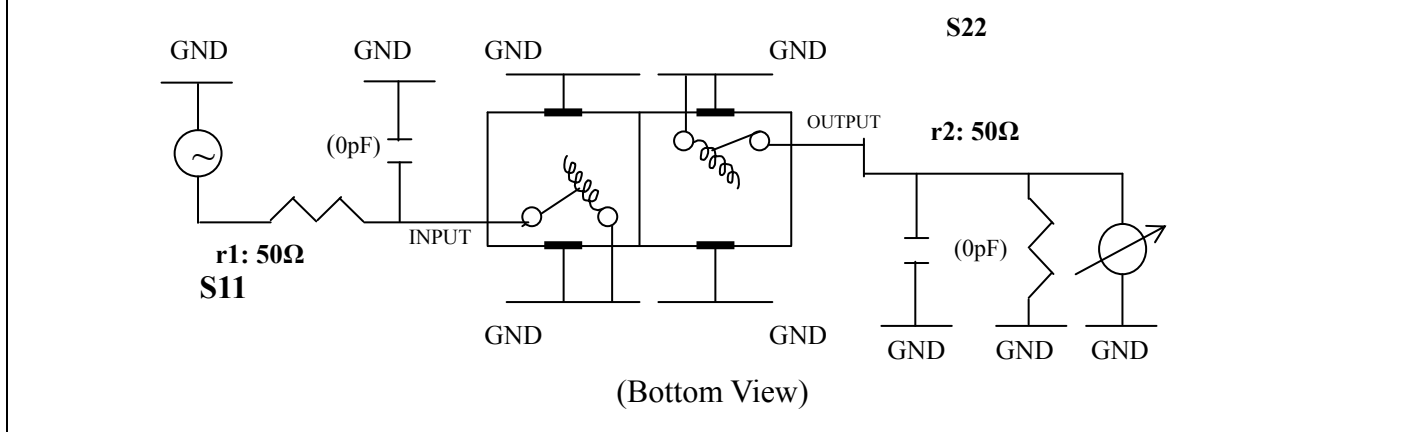 S22
GND GND GND GND
OUTPUT
r2: 50Ω
(0pF)
~
INPUT
(0pF)
r1: 50Ω
S11
GND GND
GND GND GND
(Bottom View)